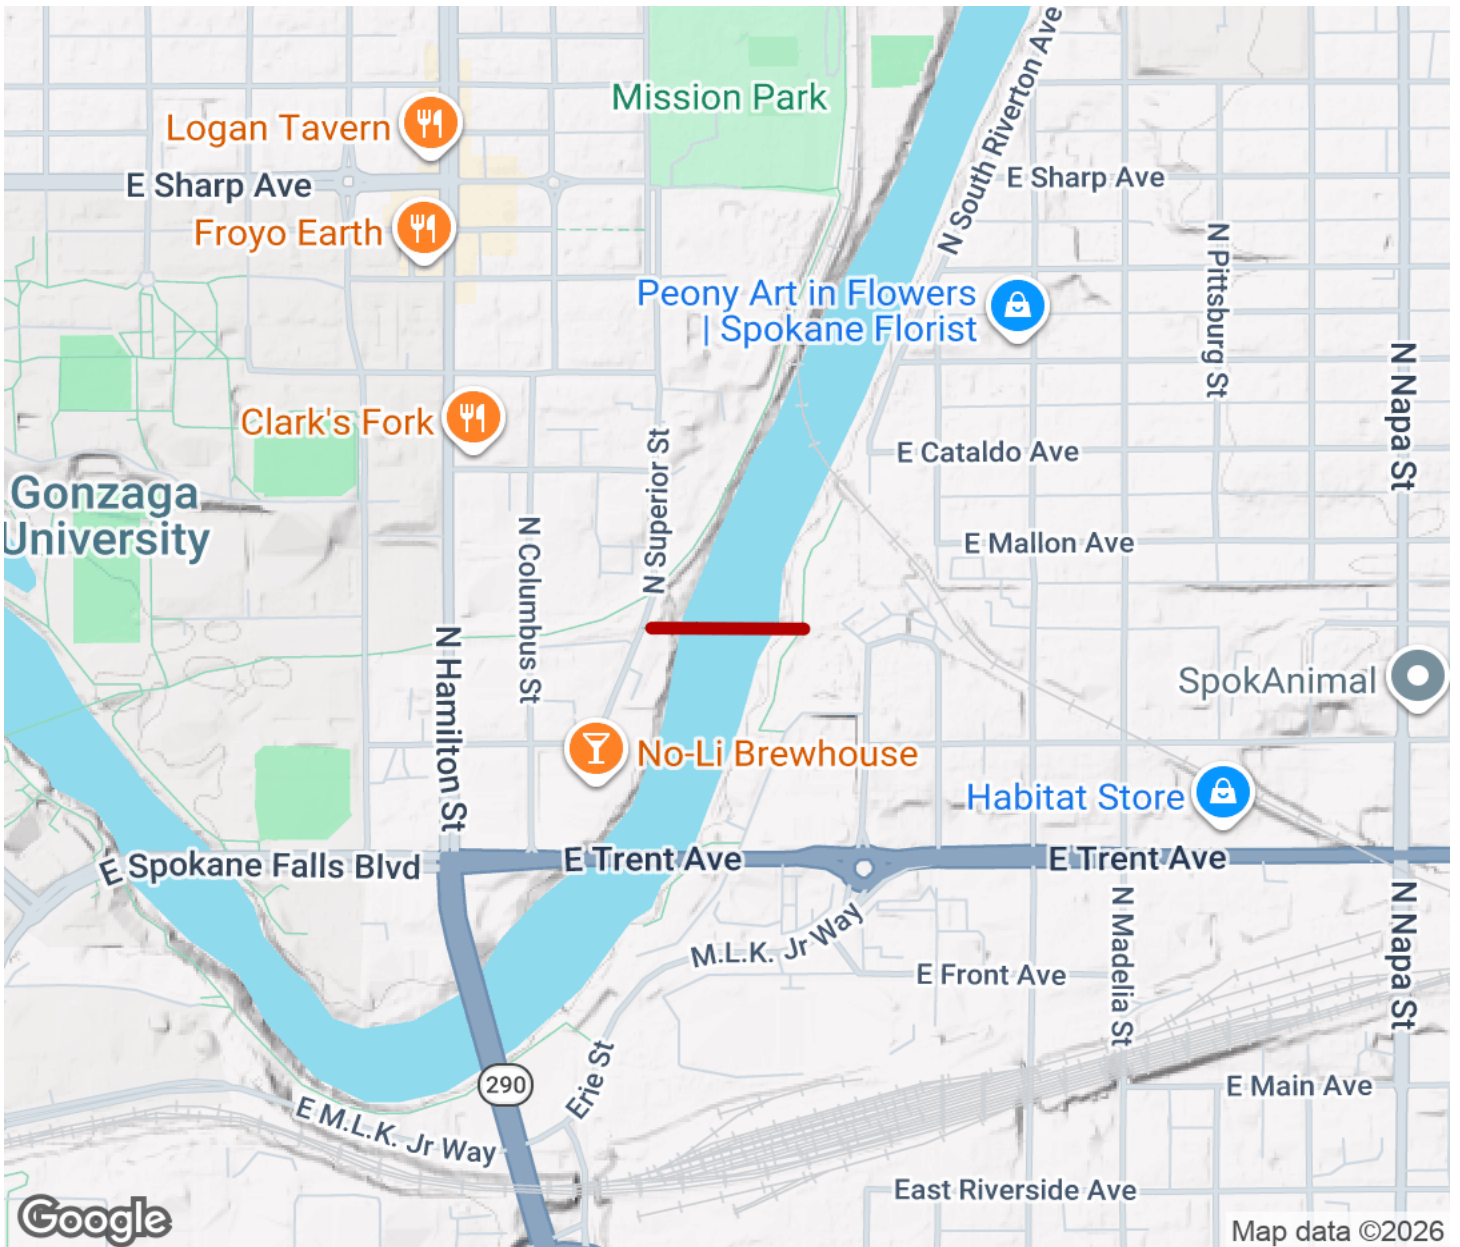 Mission Park
Logan Tavern
E Sharp Ave
E Sharp Ave
N South Riverton Ave
Froyo Earth
N Pittsburg St
Peony Art in Flowers
| Spokane Florist
N Napa St
Clark's Fork
N Superior St
E Cataldo Ave
Gonzaga
University
N Columbus St
E Mallon Ave
N Hamilton St
SpokAnimal
No-Li Brewhouse
Habitat Store
E Spokane Falls Blvd
E Trent Ave
E Trent Ave
N Madelia St
N Napa St
M.L.K. Jr Way
E Front Ave
290
Erie St
E M.L.K. Jr Way
E Main Ave
East Riverside Ave
Google
Map data ©2026